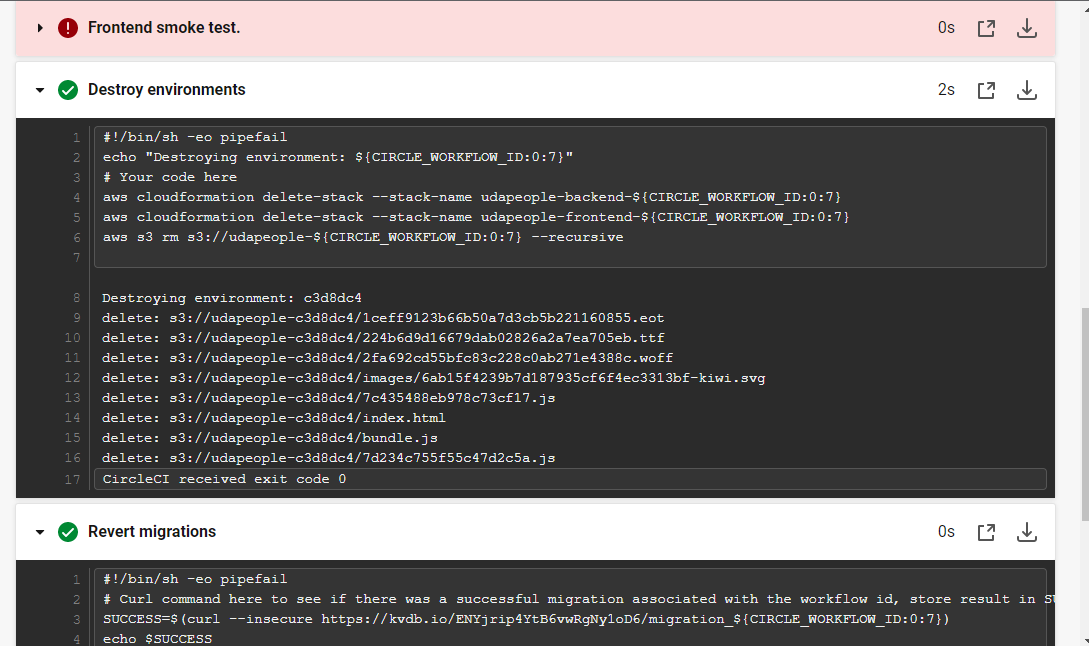 Frontend smoke test.
0s
Destroy environments
2s
1 #!/bin/sh -eo pipefail
2 echo "Destroying environment: ${CIRCLE_WORKFLOW_ID:0:7}"
3 # Your code here
4 aws cloudformation delete-stack --stack-name udapeople-backend-${CIRCLE_WORKFLOW_ID:0:7}
5 aws cloudformation delete-stack --stack-name udapeople-frontend-${CIRCLE_WORKFLOW_ID:0:7}
6 aws s3 rm s3://udapeople-${CIRCLE_WORKFLOW_ID:0:7} --recursive
7
8 Destroying environment: c3d8dc4
9 delete: s3://udapeople-c3d8dc4/1ceff9123b66b50a7d3cb5b221160855.eot
10 delete: s3://udapeople-c3d8dc4/224b6d9d16679dab02826a2a7ea705eb.ttf
11 delete: s3://udapeople-c3d8dc4/2fa692cd55bfc83c228c0ab271e4388c.woff
12 delete: s3://udapeople-c3d8dc4/images/6ab15f4239b7d187935cf6f4ec3313bf-kiwi.svg
13 delete: s3://udapeople-c3d8dc4/7c435488eb978c73cf17.js
14 delete: s3://udapeople-c3d8dc4/index.html
15 delete: s3://udapeople-c3d8dc4/bundle.js
16 delete: s3://udapeople-c3d8dc4/7d234c755f55c47d2c5a.js
17 CircleCI received exit code 0
Revert migrations
0s
1 #!/bin/sh -eo pipefail
2 # Curl command here to see if there was a successful migration associated with the workflow id, store result in
3 SUCCESS=$(curl --insecure https://kvdb.io/ENYjrip4YtB6vwRgNy1oD6/migration_${CIRCLE_WORKFLOW_ID:0:7})
4 echo $SUCCESS